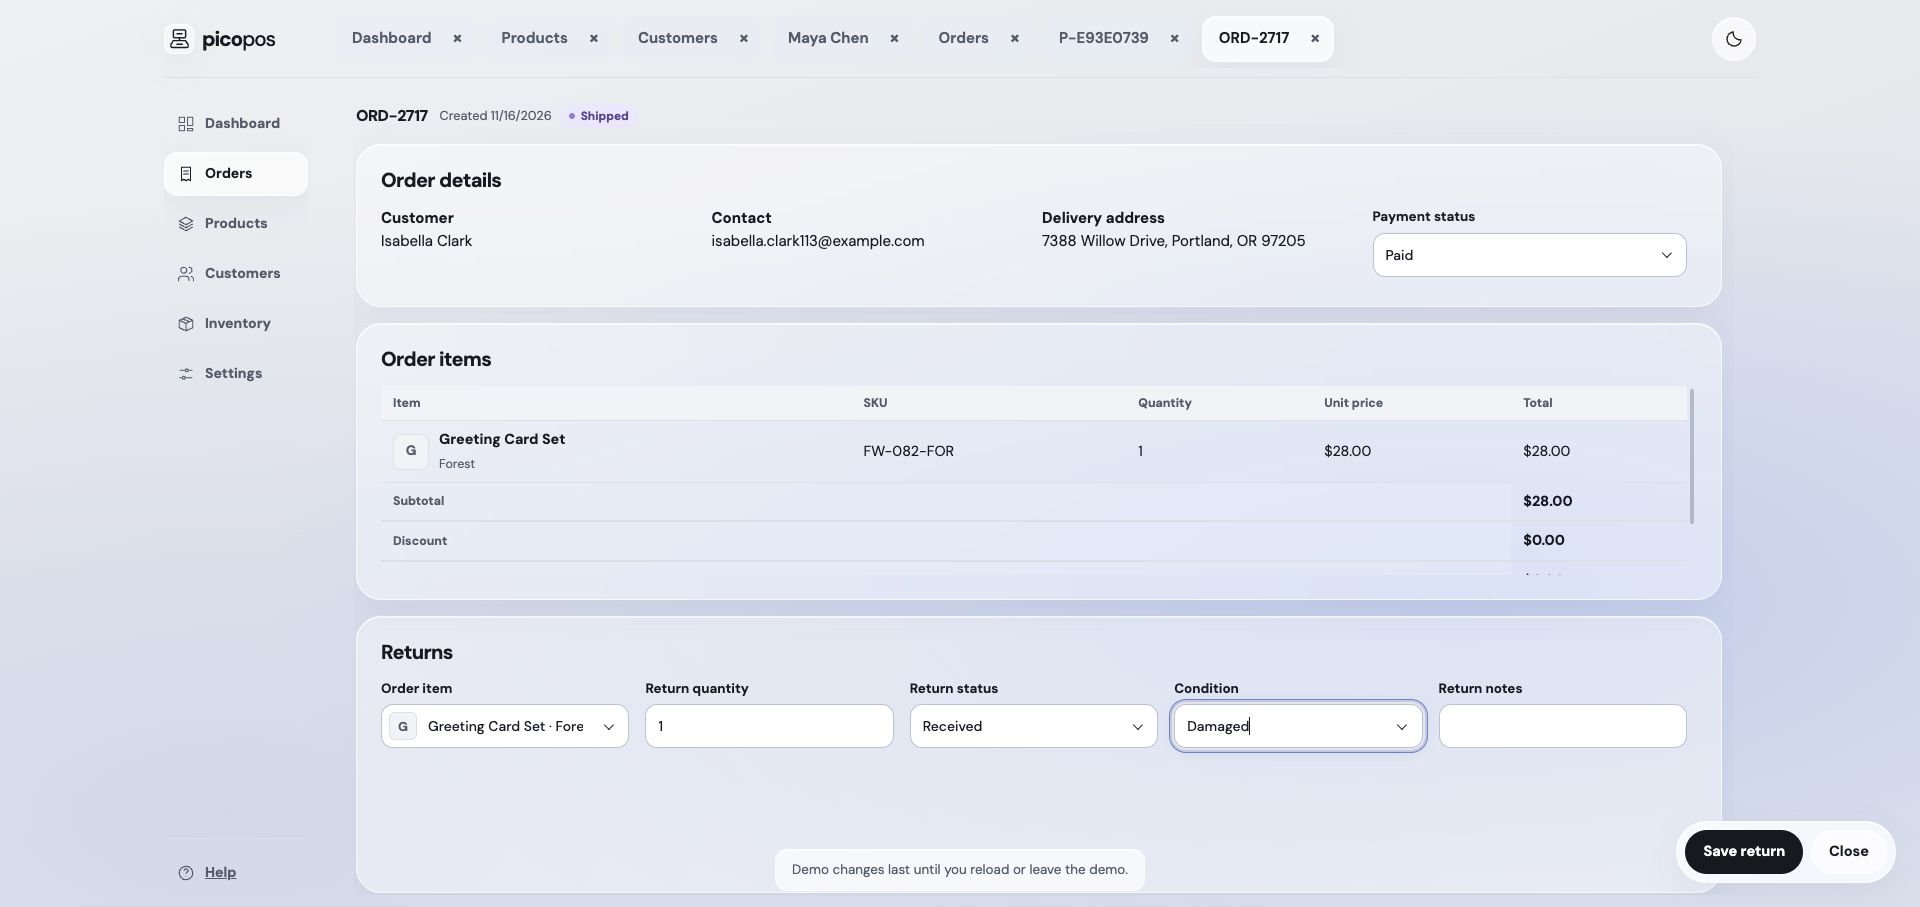 picopos
Dashboard × Products × Customers × Maya Chen × Orders × P-E93E0739 × ORD-2717 ×
Dashboard
Orders
Products
Customers
Inventory
Settings
Help
ORD-2717 Created 11/16/2026 Shipped
Order details
Customer
Isabella Clark
Contact
isabella.clark113@example.com
Delivery address
7388 Willow Drive, Portland, OR 97205
Payment status
Paid
Order items
Item SKU Quantity Unit price Total
G Greeting Card Set FW-082-FOR 1 $28.00 $28.00
Forest
Subtotal $28.00
Discount $0.00
Returns
Order item Return quantity Return status Condition Return notes
G Greeting Card Set · Fore 1 Received Damaged
Demo changes last until you reload or leave the demo.
Save return Close